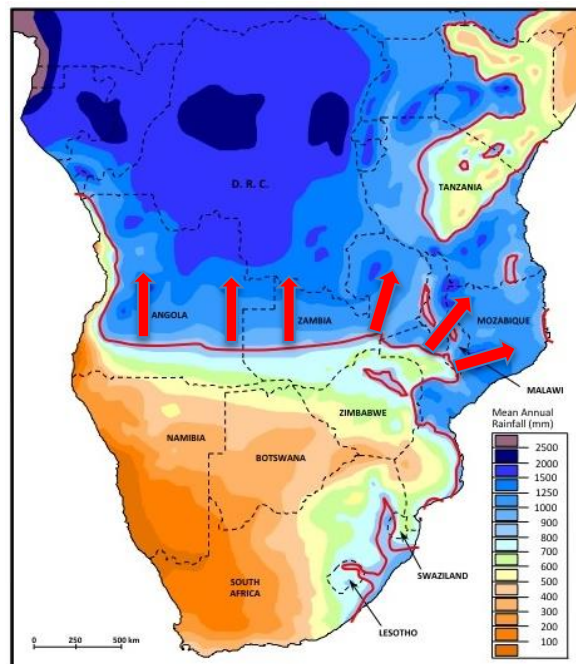 D. R. C.
TANZANIA
ANGOLA
ZAMBIA
MOZABIQUE
MALAWI
ZIMBABWE
NAMIBIA
BOTSWANA
SWAZILAND
SOUTH
AFRICA
LESOTHO
0 250 500 km
Mean Annual
Rainfall (mm)
2500
2000
1500
1250
1000
900
800
700
600
500
400
300
200
100